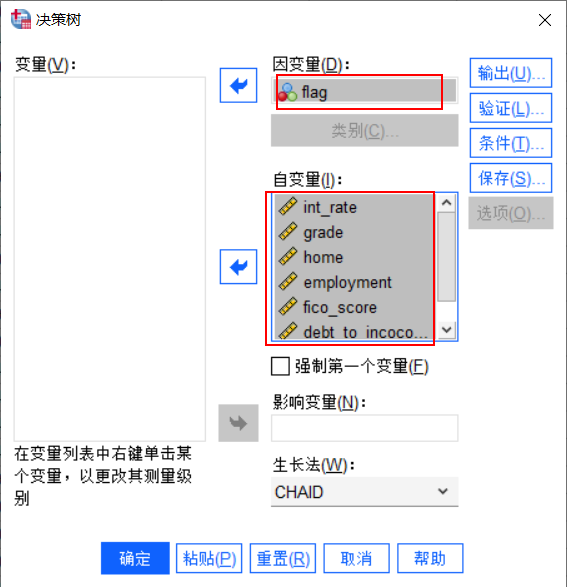 决策树
变量(V):
因变量(D):
flag
类别(C)...
自变量(I):
int_rate
grade
home
employment
fico_score
debt_to_incoco...
强制第一个变量(F)
影响变量(N):
生长法(W):
CHAID
输出(U)...
验证(L)...
条件(T)...
保存(S)...
选项(O)...
在变量列表中右键单击某
个变量，以更改其测量级
别
确定
粘贴(P)
重置(R)
取消
帮助